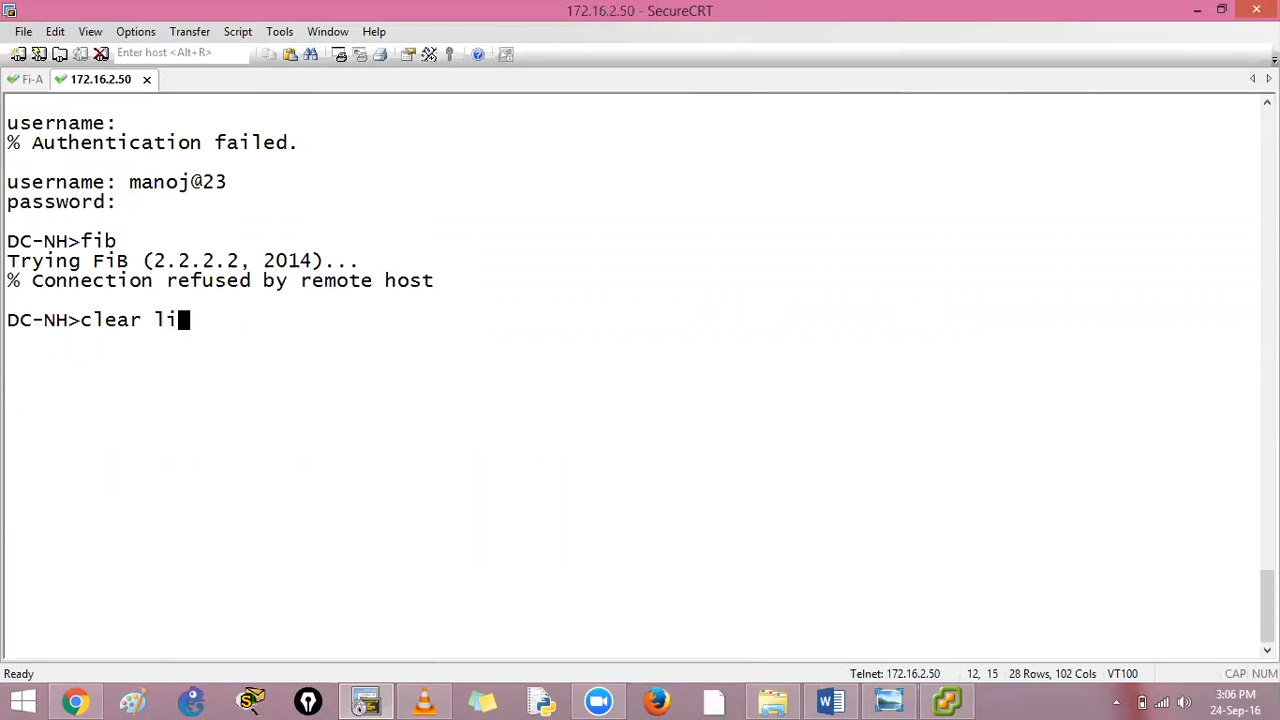 172.16.2.50 - SecureCRT
File Edit View Options Transfer Script Tools Window Help
Enter host <Alt+R>
Fi-A 172.16.2.50
username:
% Authentication failed.
username: manoj@23
password:
DC-NH>fib
Trying FiB (2.2.2.2, 2014)...
% Connection refused by remote host
DC-NH>clear li
Ready Telnet: 172.16.2.50 12, 15 28 Rows, 102 Cols VT100 CAP NUM
3:06 PM
24-Sep-16